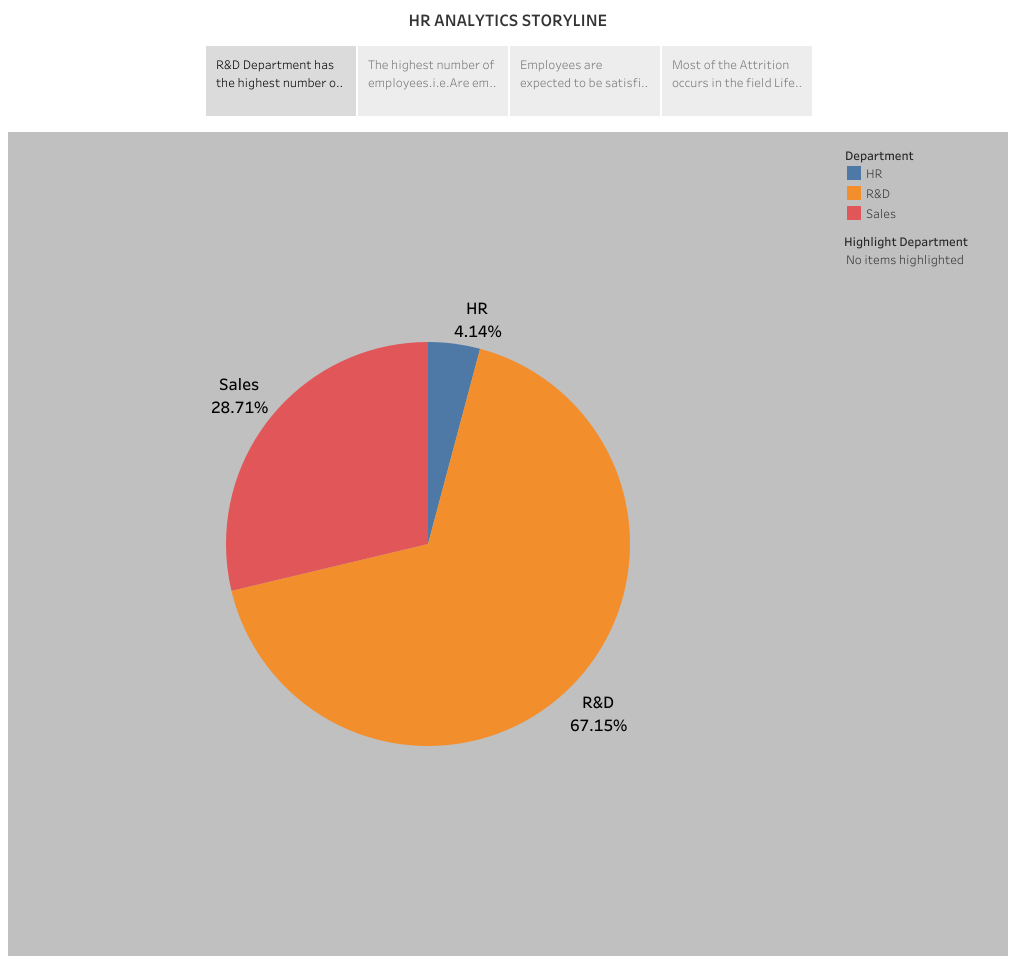 HR ANALYTICS STORYLINE
R&D Department has
the highest number o..
The highest number of
employees.i.e.Are em..
Employees are
expected to be satisfi..
Most of the Attrition
occurs in the field Life..
Department
HR
R&D
Sales
Highlight Department
No items highlighted
HR
4.14%
Sales
28.71%
R&D
67.15%